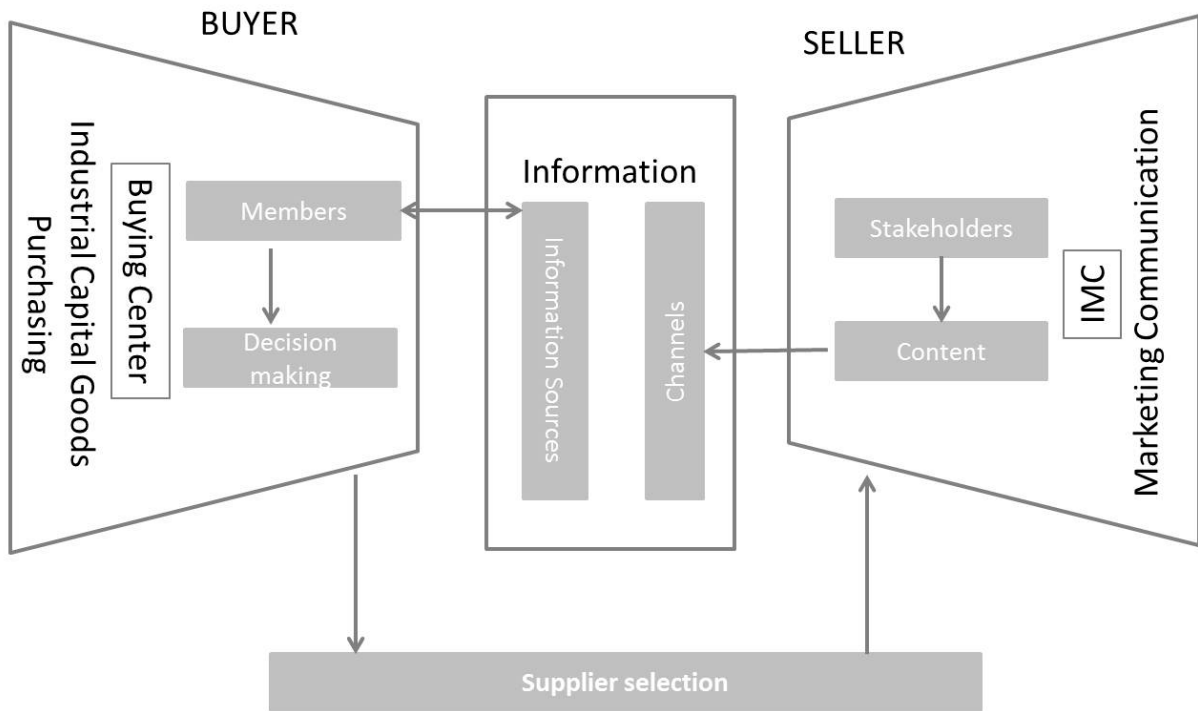 BUYER
SELLER
Industrial Capital Goods
Purchasing
Buying Center
Members
Decision
making
Information
Information Sources
Channels
Stakeholders
Content
IMC
Marketing Communication
Supplier selection